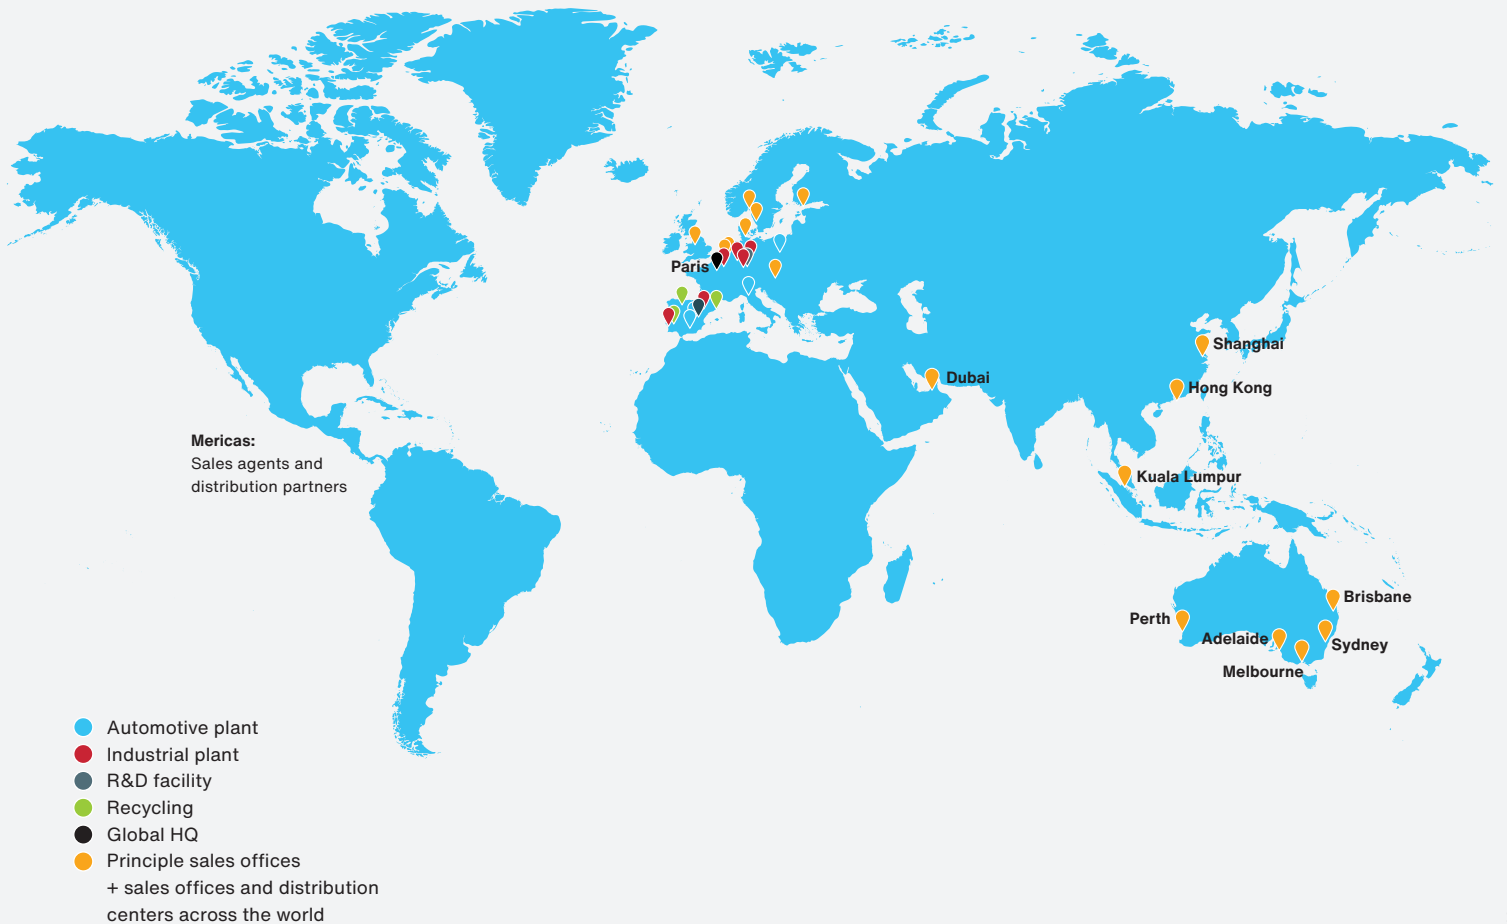 Paris
Shanghai
Dubai
Hong Kong
Mericas:
Sales agents and
distribution partners
Kuala Lumpur
Brisbane
Perth
Adelaide
Sydney
Melbourne
Automotive plant
Industrial plant
R&D facility
Recycling
Global HQ
Principle sales offices
+ sales offices and distribution
centers across the world